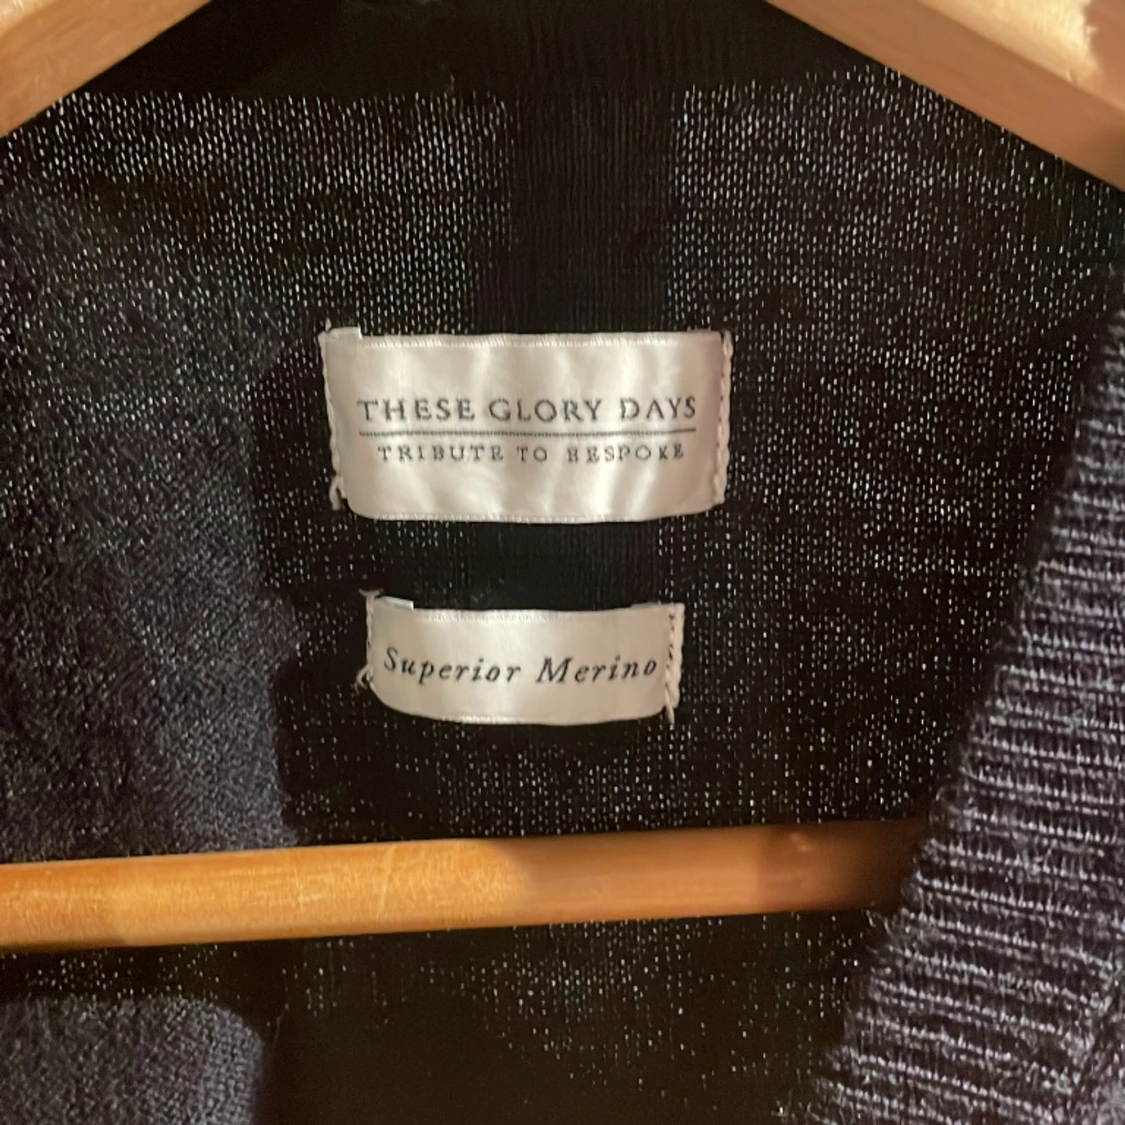 THESE GLORY DAYS
TRIBUTE TO BESPOKE
Superior Merino